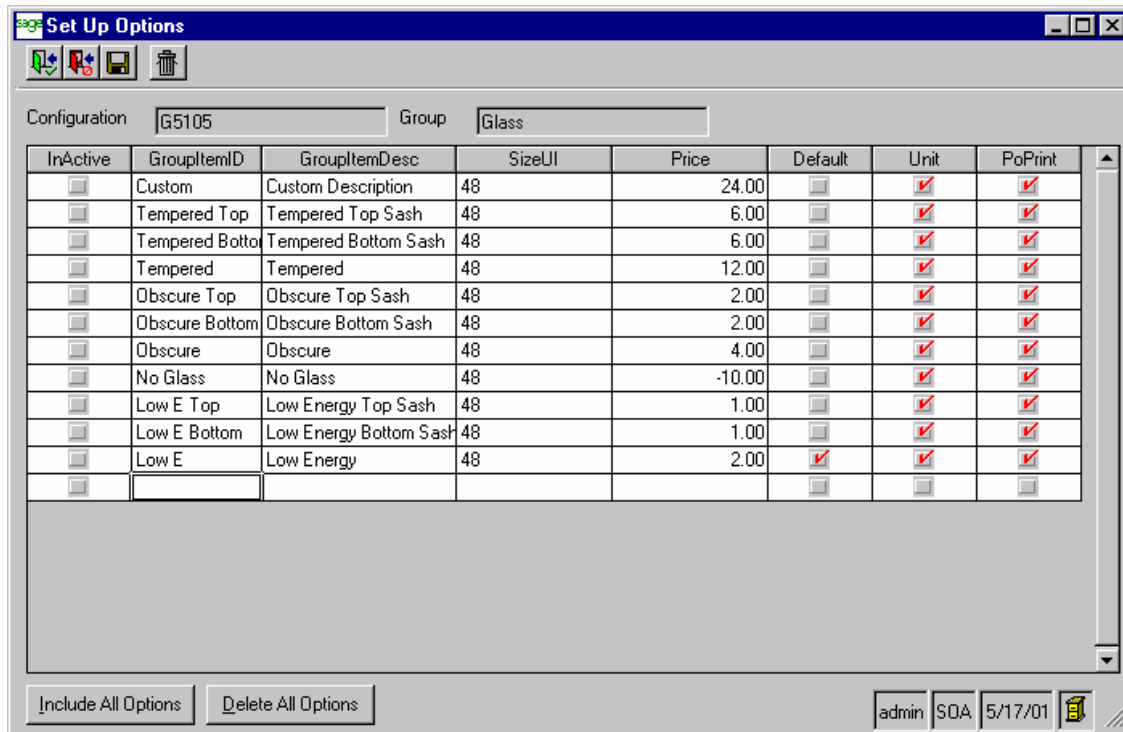 sage Set Up Options
Configuration G5105 Group Glass
InActive GroupItemID GroupItemDesc SizeUI Price Default Unit PoPrint
Custom Custom Description 48 24.00
Tempered Top Tempered Top Sash 48 6.00
Tempered Botto Tempered Bottom Sash 48 6.00
Tempered Tempered 48 12.00
Obscure Top Obscure Top Sash 48 2.00
Obscure Bottom Obscure Bottom Sash 48 2.00
Obscure Obscure 48 4.00
No Glass No Glass 48 -10.00
Low E Top Low Energy Top Sash 48 1.00
Low E Bottom Low Energy Bottom Sash 48 1.00
Low E Low Energy 48 2.00
Include All Options Delete All Options admin SOA 5/17/01